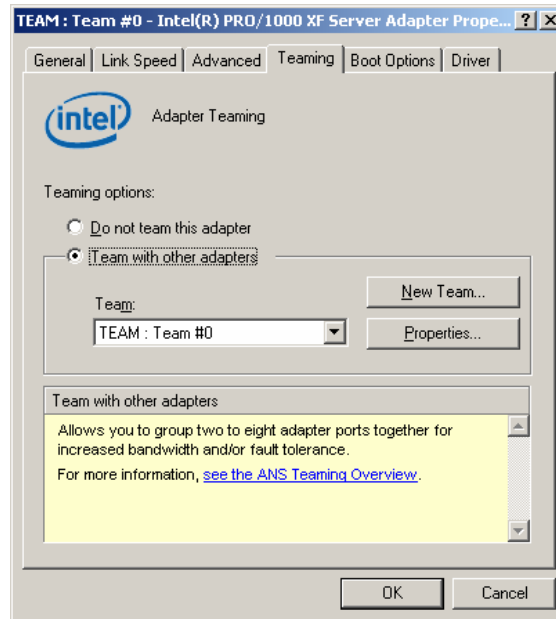 TEAM : Team #0 - Intel(R) PRO/1000 XF Server Adapter Prope...
General Link Speed Advanced Teaming Boot Options Driver
intel
Adapter Teaming
Teaming options:
Do not team this adapter
Team with other adapters
New Team...
Team:
TEAM : Team #0
Properties...
Team with other adapters
Allows you to group two to eight adapter ports together for
increased bandwidth and/or fault tolerance.
For more information, see the ANS Teaming Overview.
OK Cancel